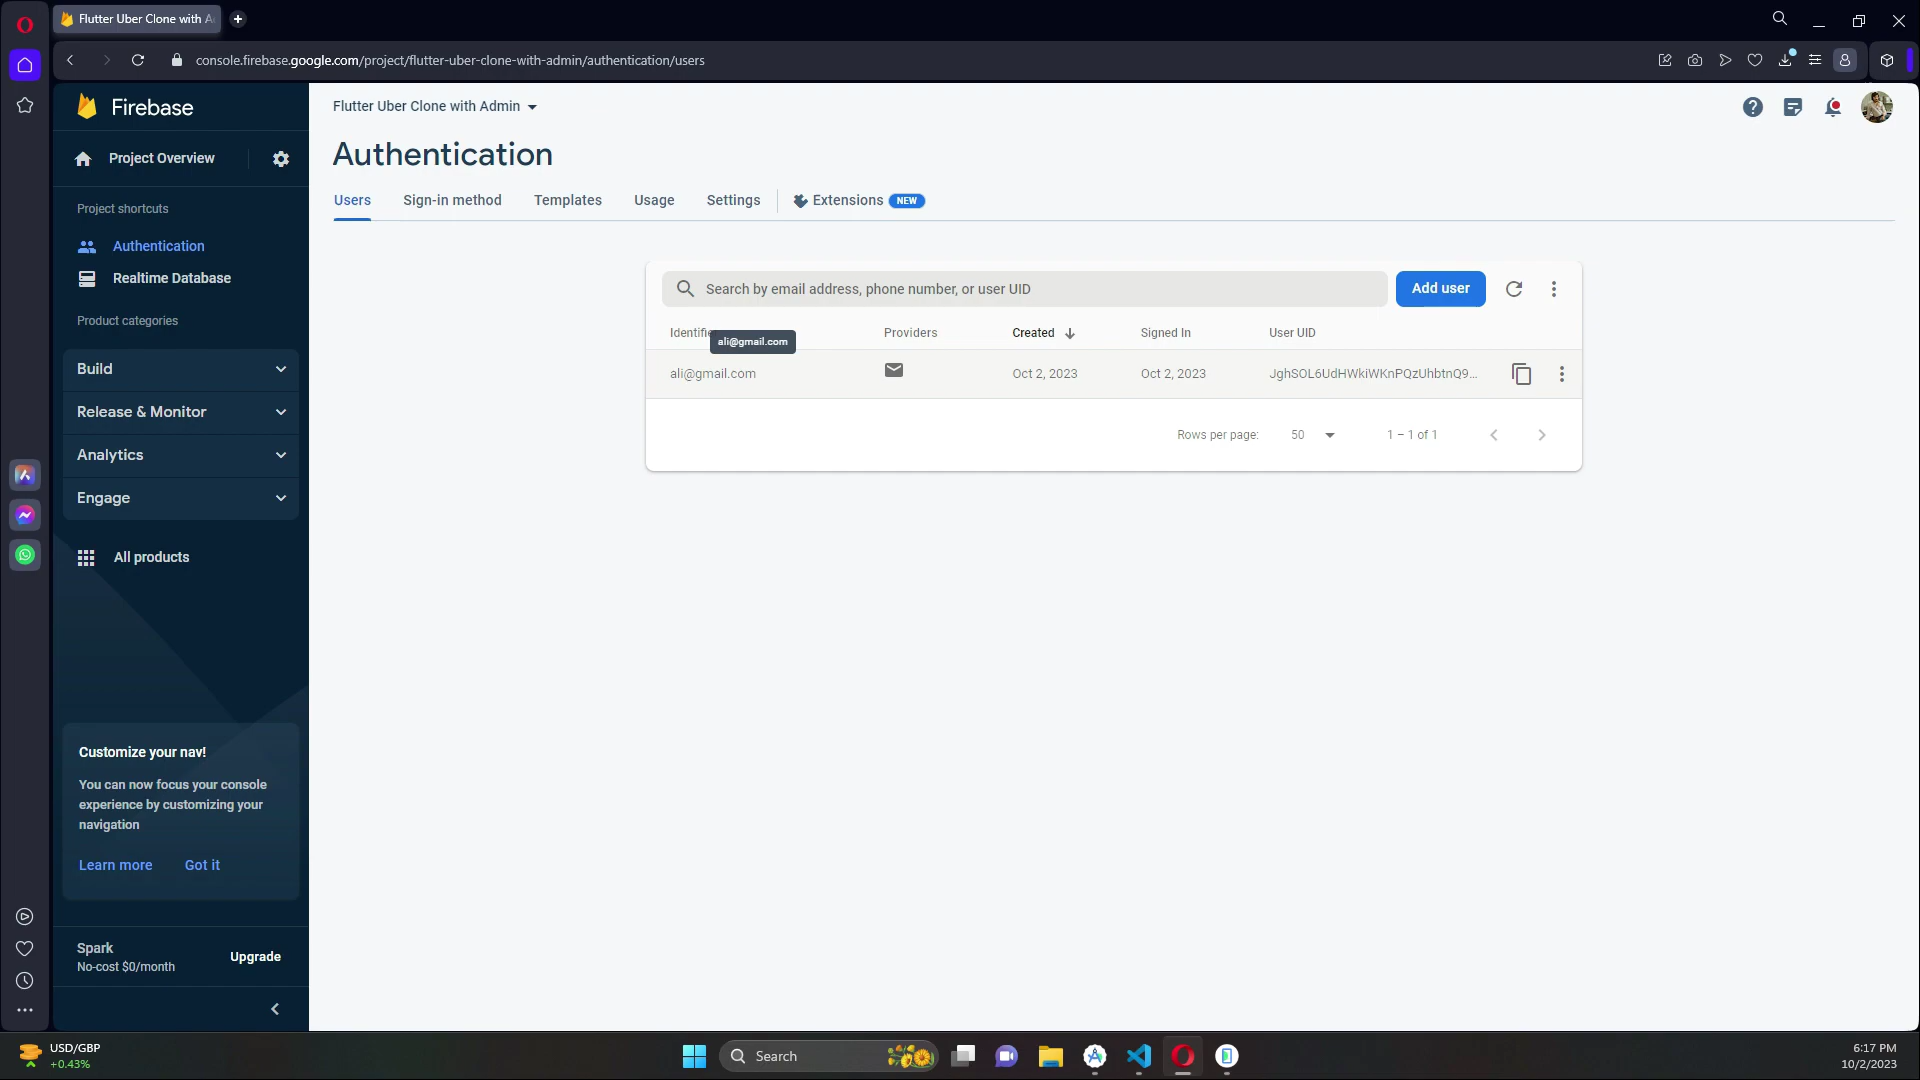 Flutter Uber Clone with A
console.firebase.google.com/project/flutter-uber-clone-with-admin/authentication/users
Firebase
Flutter Uber Clone with Admin
Project Overview
Authentication
Users
Sign-in method
Templates
Usage
Settings
Extensions
NEW
Project shortcuts
Authentication
Realtime Database
Product categories
Build
Release & Monitor
Analytics
Engage
All products
Search by email address, phone number, or user UID
Add user
Identifie
Providers
Created
Signed In
User UID
ali@gmail.com
ali@gmail.com
Oct 2, 2023
Oct 2, 2023
JghSOL6UdHWkiWKnPQzUhbtnQ9...
Rows per page:
50
1 – 1 of 1
Customize your nav!
You can now focus your console
experience by customizing your
navigation
Learn more
Got it
Spark
No-cost $0/month
Upgrade
USD/GBP
+0.43%
Search
6:17 PM
10/2/2023